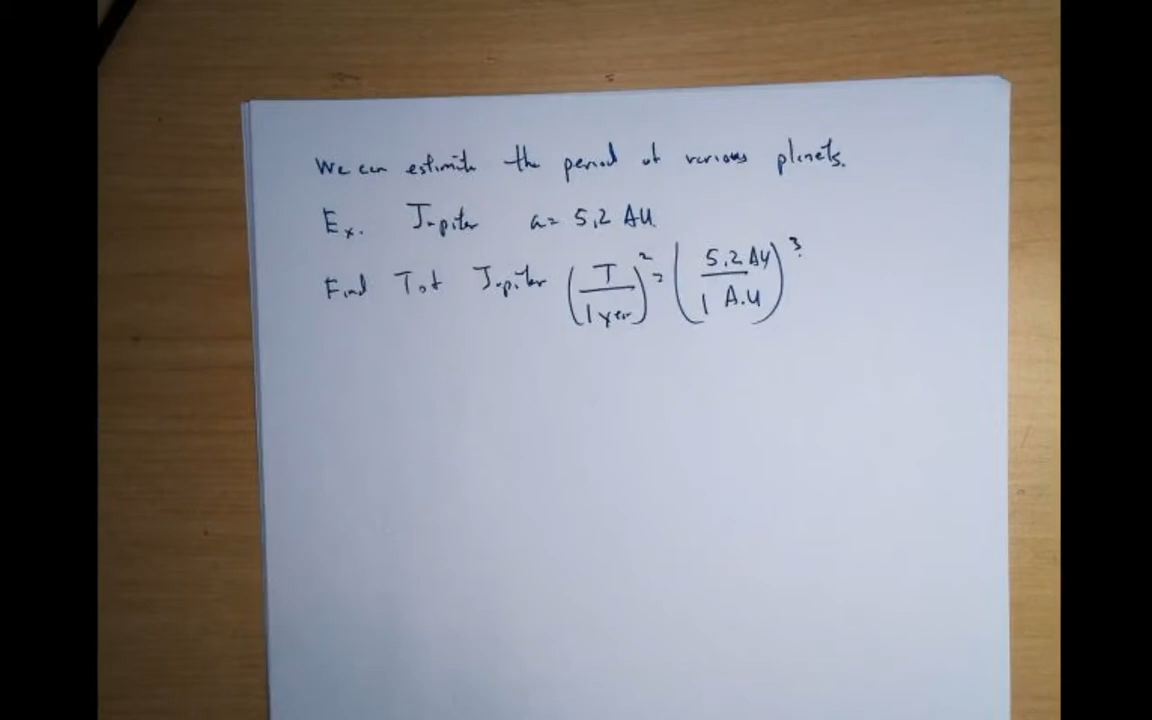 We can estimate the period of various planets.
Ex. Jupiter a = 5.2 AU
Find T of Jupiter (T / 1 year)² = (5.2 AU / 1 A.U)³